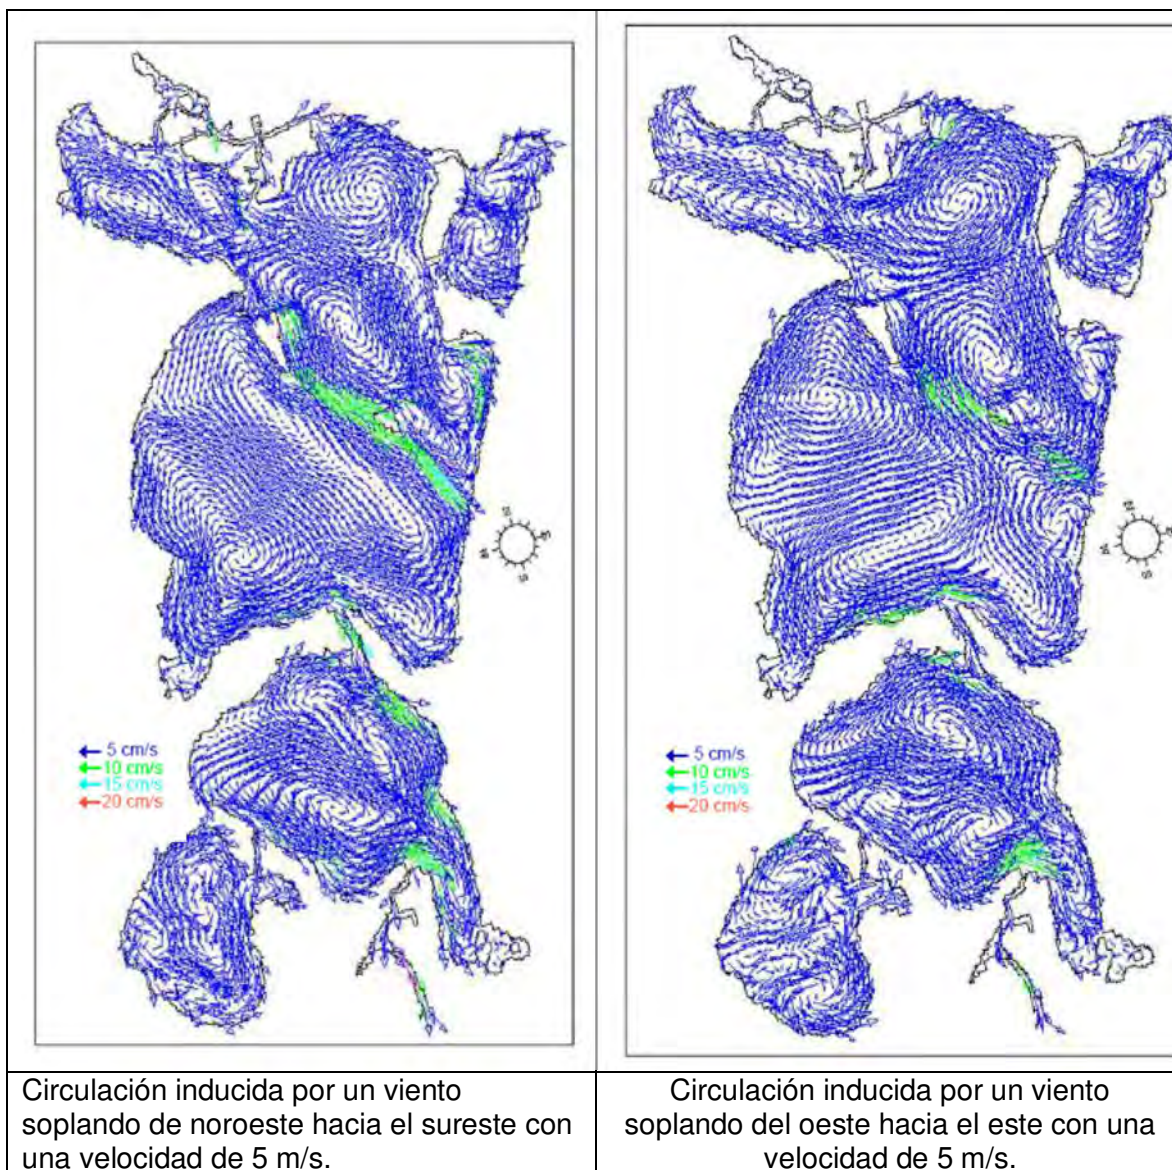 5 cm/s
10 cm/s
15 cm/s
20 cm/s
5 cm/s
10 cm/s
15 cm/s
20 cm/s
Circulación inducida por un viento
soplando de noroeste hacia el sureste con
una velocidad de 5 m/s.
Circulación inducida por un viento
soplando del oeste hacia el este con una
velocidad de 5 m/s.